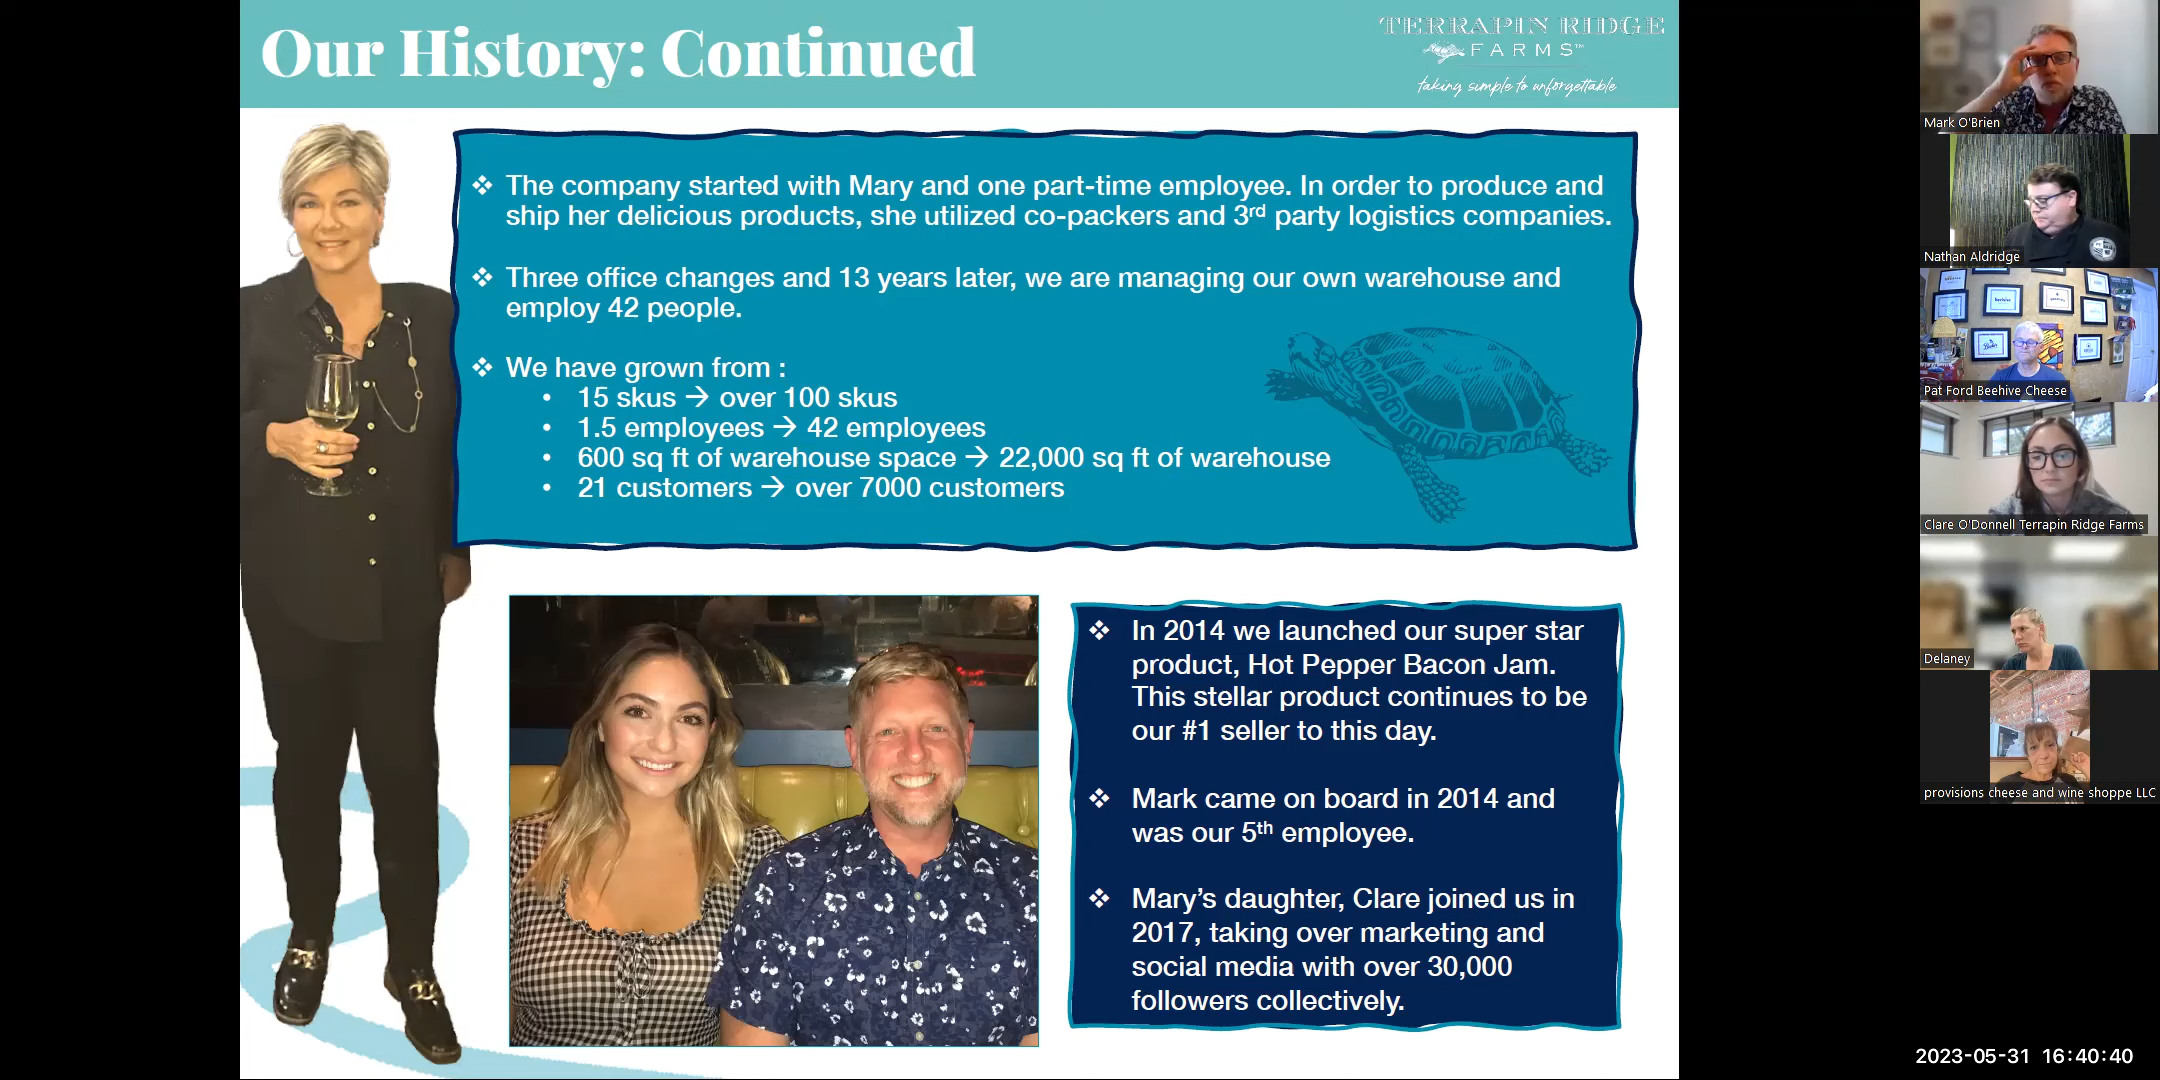 Our History: Continued
TERRAPIN RIDGE
FARMS™
taking simple to unforgettable
❖ The company started with Mary and one part-time employee. In order to produce and
ship her delicious products, she utilized co-packers and 3rd party logistics companies.
❖ Three office changes and 13 years later, we are managing our own warehouse and
employ 42 people.
❖ We have grown from :
• 15 skus → over 100 skus
• 1.5 employees → 42 employees
• 600 sq ft of warehouse space → 22,000 sq ft of warehouse
• 21 customers → over 7000 customers
❖ In 2014 we launched our super star
product, Hot Pepper Bacon Jam.
This stellar product continues to be
our #1 seller to this day.
❖ Mark came on board in 2014 and
was our 5th employee.
❖ Mary’s daughter, Clare joined us in
2017, taking over marketing and
social media with over 30,000
followers collectively.
Mark O'Brien
Nathan Aldridge
Pat Ford Beehive Cheese
Clare O'Donnell Terrapin Ridge Farms
Delaney
provisions cheese and wine shoppe LLC
2023-05-31 16:40:40